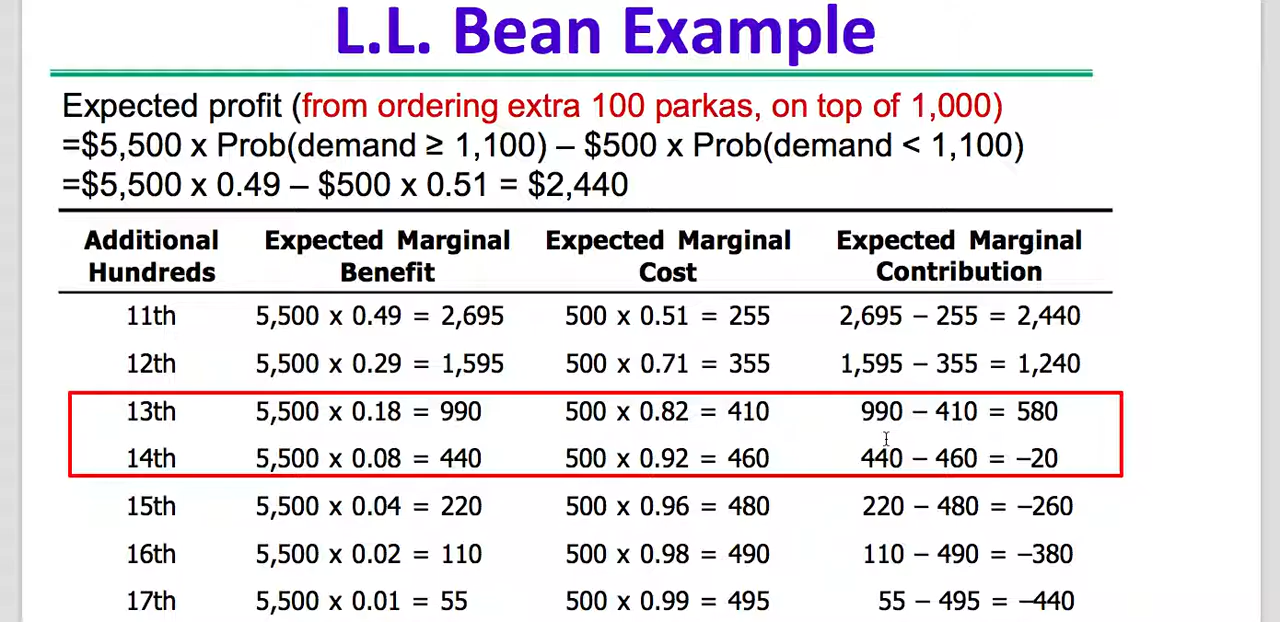 L.L. Bean Example
Expected profit (from ordering extra 100 parkas, on top of 1,000)
=$5,500 x Prob(demand ≥ 1,100) – $500 x Prob(demand < 1,100)
=$5,500 x 0.49 – $500 x 0.51 = $2,440
Additional Expected Marginal Expected Marginal Expected Marginal
Hundreds Benefit Cost Contribution
11th 5,500 x 0.49 = 2,695 500 x 0.51 = 255 2,695 – 255 = 2,440
12th 5,500 x 0.29 = 1,595 500 x 0.71 = 355 1,595 – 355 = 1,240
13th 5,500 x 0.18 = 990 500 x 0.82 = 410 990 – 410 = 580
14th 5,500 x 0.08 = 440 500 x 0.92 = 460 440 – 460 = –20
15th 5,500 x 0.04 = 220 500 x 0.96 = 480 220 – 480 = –260
16th 5,500 x 0.02 = 110 500 x 0.98 = 490 110 – 490 = –380
17th 5,500 x 0.01 = 55 500 x 0.99 = 495 55 – 495 = –440